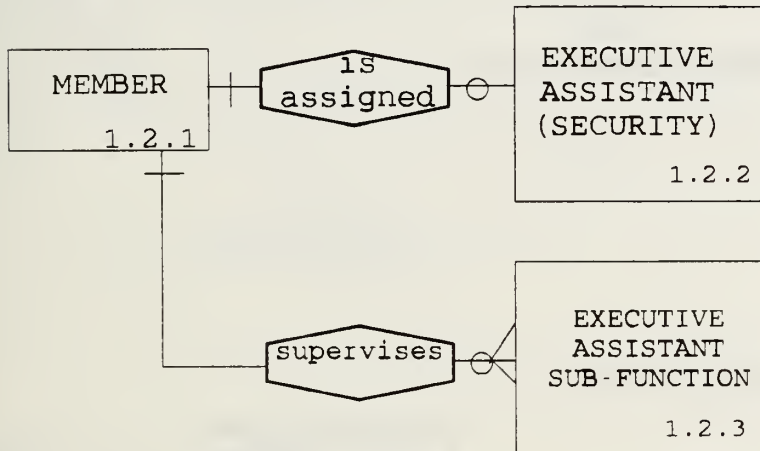 MEMBER
1.2.1
is
assigned
EXECUTIVE
ASSISTANT
(SECURITY)
1.2.2
supervises
EXECUTIVE
ASSISTANT
SUB-FUNCTION
1.2.3